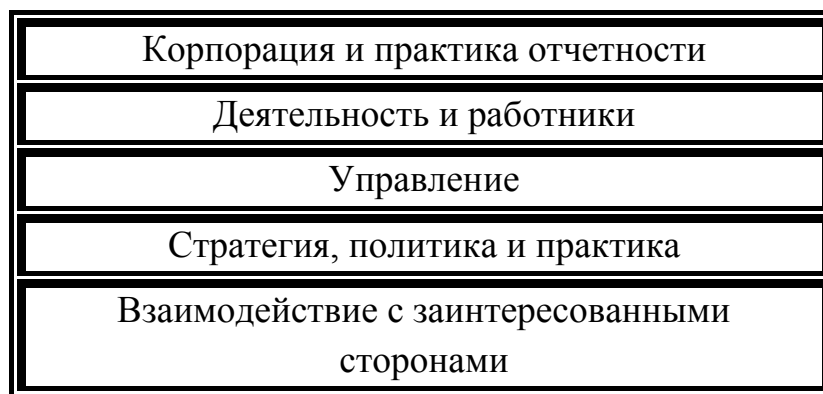 Корпорация и практика отчетности
Деятельность и работники
Управление
Стратегия, политика и практика
Взаимодействие с заинтересованными
сторонами